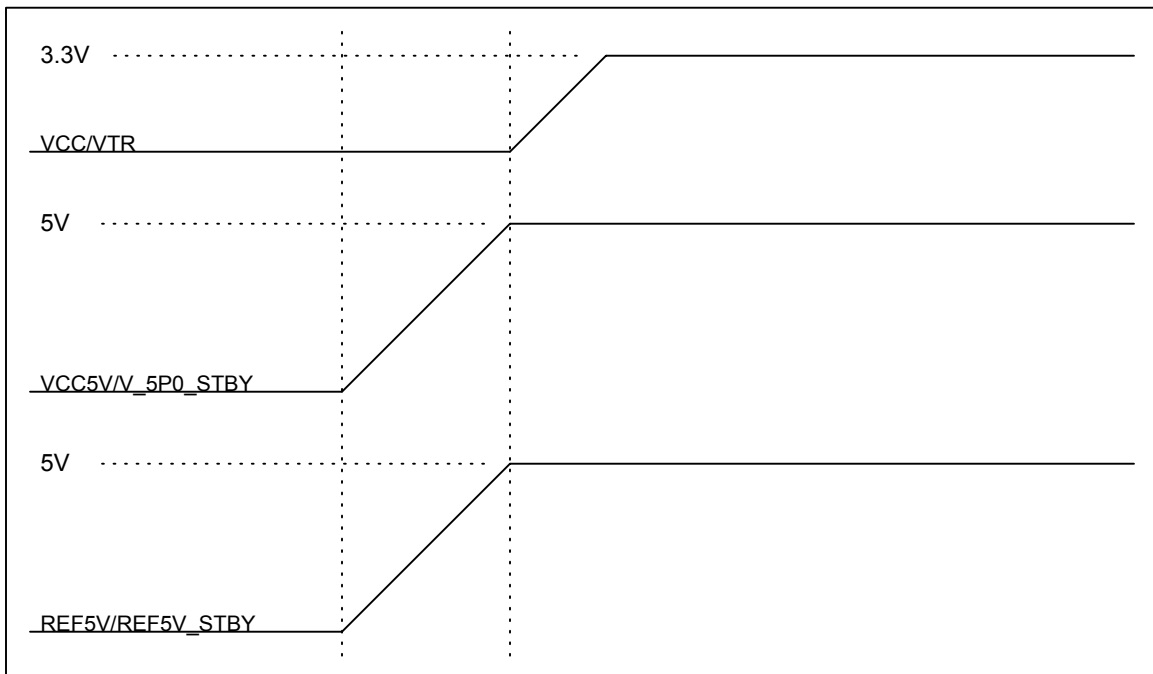 3.3V
VCC/VTR
5V
VCC5V/V_5P0_STBY
5V
REF5V/REF5V_STBY